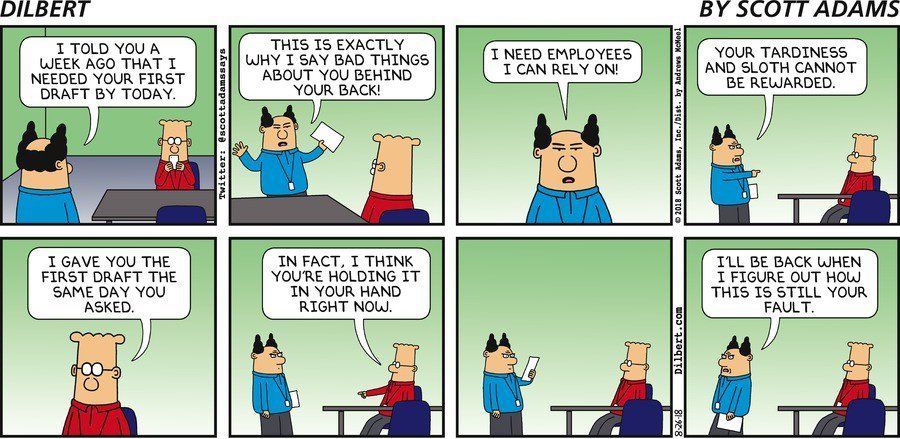 DILBERT
BY SCOTT ADAMS
I TOLD YOU A
WEEK AGO THAT I
NEEDED YOUR FIRST
DRAFT BY TODAY.
Twitter: @scottadamssays
THIS IS EXACTLY
WHY I SAY BAD THINGS
ABOUT YOU BEHIND
YOUR BACK!
I NEED EMPLOYEES
I CAN RELY ON!
© 2018 Scott Adams, Inc./Dist. by Andrews McMeel
YOUR TARDINESS
AND SLOTH CANNOT
BE REWARDED.
I GAVE YOU THE
FIRST DRAFT THE
SAME DAY YOU
ASKED.
IN FACT, I THINK
YOU'RE HOLDING IT
IN YOUR HAND
RIGHT NOW.
8-26-18 Dilbert.com
I'LL BE BACK WHEN
I FIGURE OUT HOW
THIS IS STILL YOUR
FAULT.